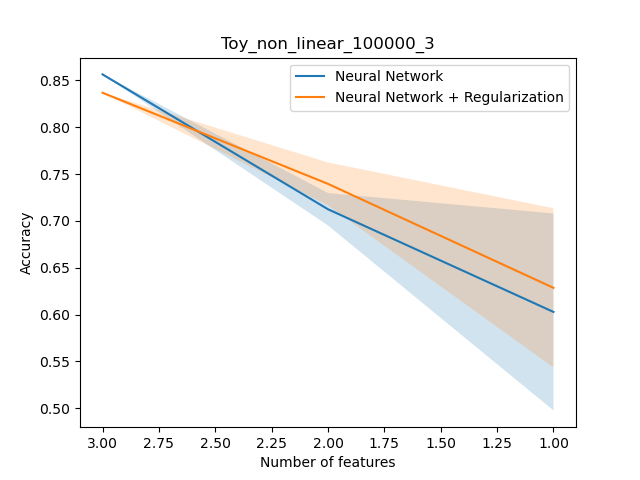 Toy_non_linear_100000_3
Neural Network
Neural Network + Regularization
Accuracy
0.85
0.80
0.75
0.70
0.65
0.60
0.55
0.50
3.00 2.75 2.50 2.25 2.00 1.75 1.50 1.25 1.00
Number of features